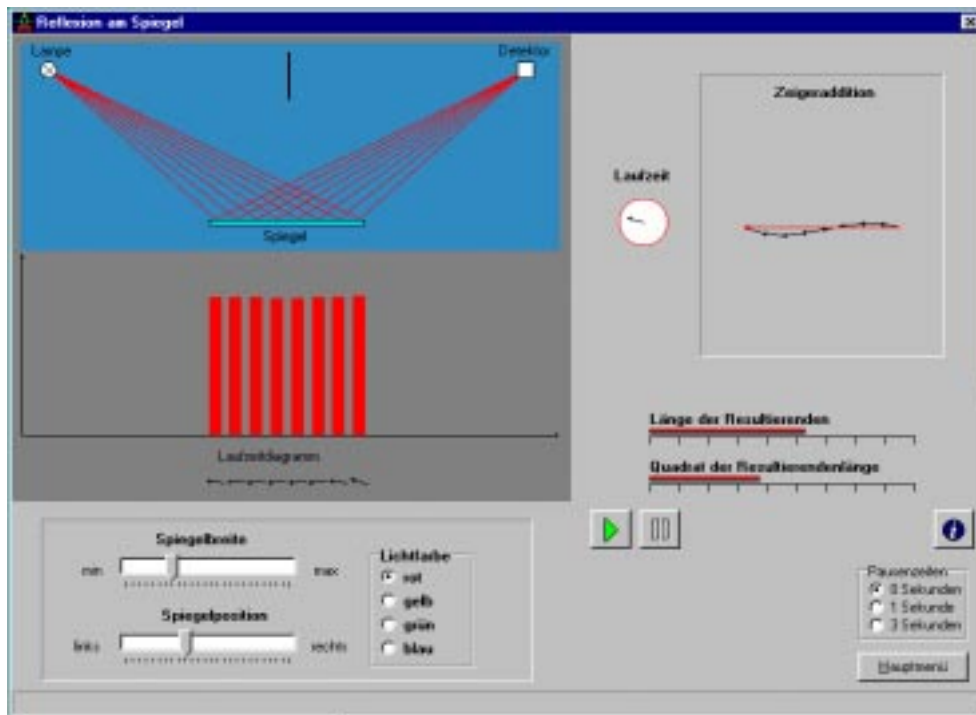 Reflexion am Spiegel
Lampe
Detektor
Spiegel
Laufzeitdiagramm
Zeigeraddition
Laufzeit
Länge der Resultierenden
Quadrat der Resultierendenlänge
Spiegelbreite
min
max
Spiegelposition
links
rechts
Lichtfarbe
rot
gelb
grün
blau
Pausenzeiten
0 Sekunden
1 Sekunde
3 Sekunden
Hauptmenü